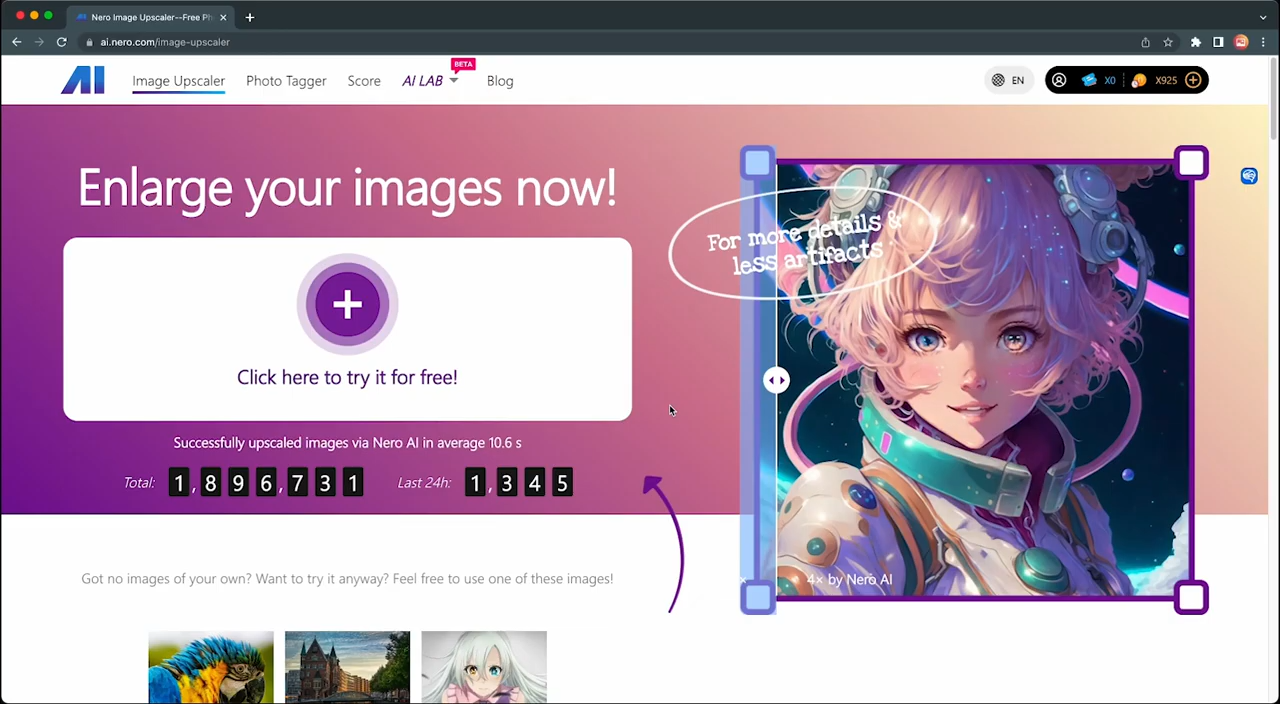 Nero Image Upscaler--Free Ph
ai.nero.com/image-upscaler
AI
Image Upscaler
Photo Tagger
Score
AI LAB
BETA
Blog
EN
X0
X925
Enlarge your images now!
For more details &
less artifacts
Click here to try it for free!
Successfully upscaled images via Nero AI in average 10.6 s
Total: 1,896,731 Last 24h: 1,345
4× by Nero AI
Got no images of your own? Want to try it anyway? Feel free to use one of these images!